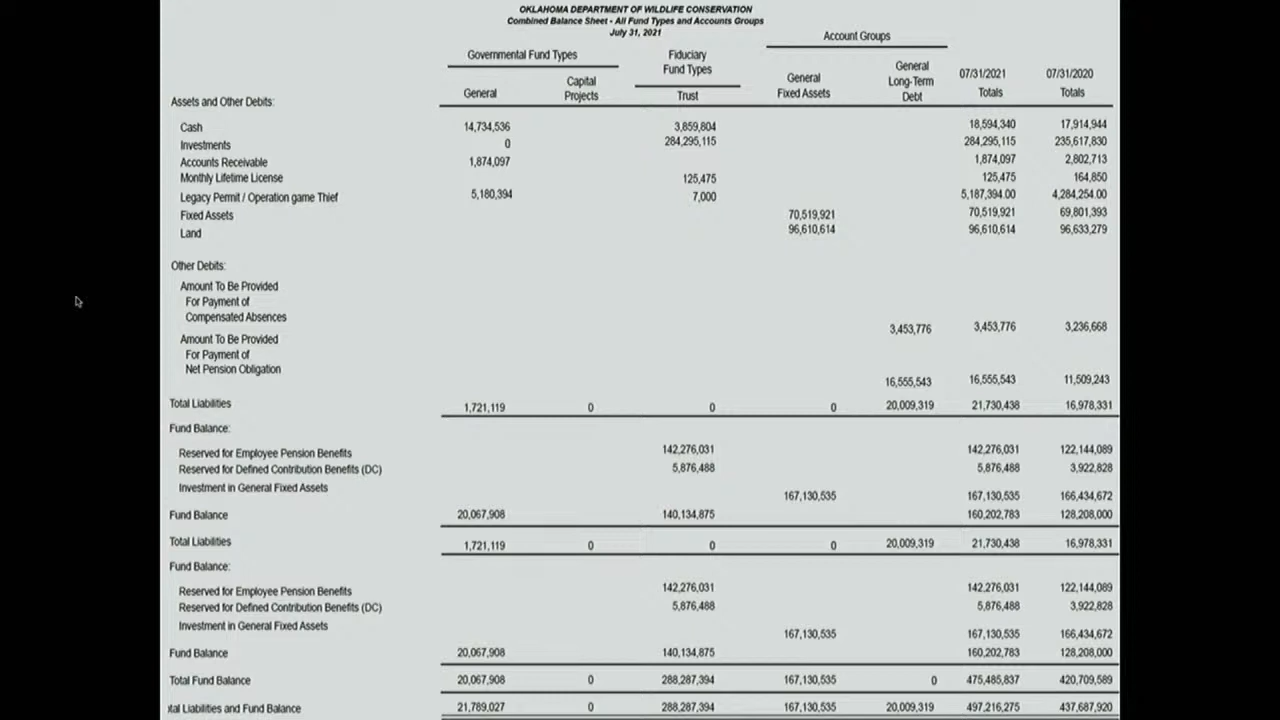 OKLAHOMA DEPARTMENT OF WILDLIFE CONSERVATION
Combined Balance Sheet - All Fund Types and Accounts Groups
July 31, 2021
Governmental Fund Types Fiduciary Fund Types Account Groups
General Capital Projects Trust General Fixed Assets General Long-Term Debt 07/31/2021 Totals 07/31/2020 Totals
Assets and Other Debits:
Cash 14,734,536 3,859,804 18,594,340 17,914,944
Investments 0 284,295,115 284,295,115 235,617,830
Accounts Receivable 1,874,097 1,874,097 2,802,713
Monthly Lifetime License 125,475 125,475 164,850
Legacy Permit / Operation game Thief 5,180,394 7,000 5,187,394.00 4,284,254.00
Fixed Assets 70,519,921 70,519,921 69,801,393
Land 96,610,614 96,610,614 96,633,279
Other Debits:
Amount To Be Provided
For Payment of
Compensated Absences 3,453,776 3,453,776 3,236,668
Amount To Be Provided
For Payment of
Net Pension Obligation 16,555,543 16,555,543 11,509,243
Total Liabilities 1,721,119 0 0 0 20,009,319 21,730,438 16,978,331
Fund Balance:
Reserved for Employee Pension Benefits 142,276,031 142,276,031 122,144,089
Reserved for Defined Contribution Benefits (DC) 5,876,488 5,876,488 3,922,828
Investment in General Fixed Assets 167,130,535 167,130,535 166,434,672
Fund Balance 20,067,908 140,134,875 160,202,783 128,208,000
Total Liabilities 1,721,119 0 0 0 20,009,319 21,730,438 16,978,331
Fund Balance:
Reserved for Employee Pension Benefits 142,276,031 142,276,031 122,144,089
Reserved for Defined Contribution Benefits (DC) 5,876,488 5,876,488 3,922,828
Investment in General Fixed Assets 167,130,535 167,130,535 166,434,672
Fund Balance 20,067,908 140,134,875 160,202,783 128,208,000
Total Fund Balance 20,067,908 0 288,287,394 167,130,535 0 475,485,837 420,709,589
tal Liabilities and Fund Balance 21,789,027 0 288,287,394 167,130,535 20,009,319 497,216,275 437,687,920